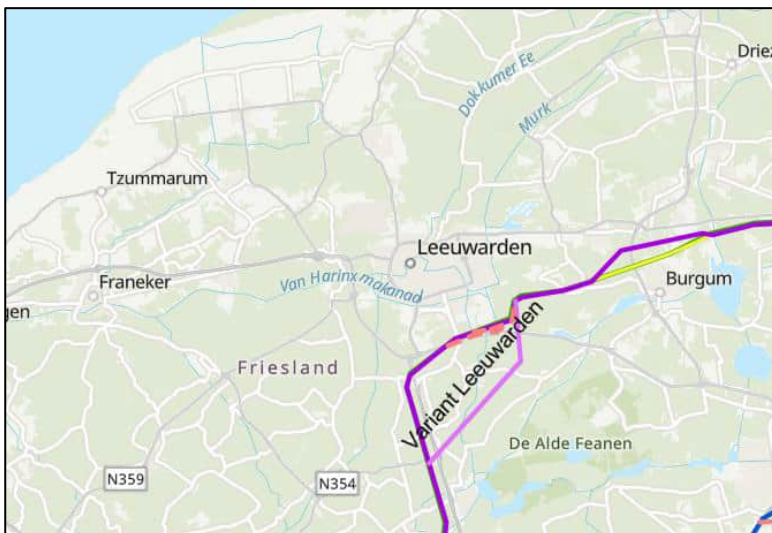 Driez
Dokkumer Ee
Murk
Tzummarum
Leeuwarden
Franeker
Van Harinxmakanaal
Burgum
gen
Friesland
Variant Leeuwarden
De Alde Feanen
N359
N354